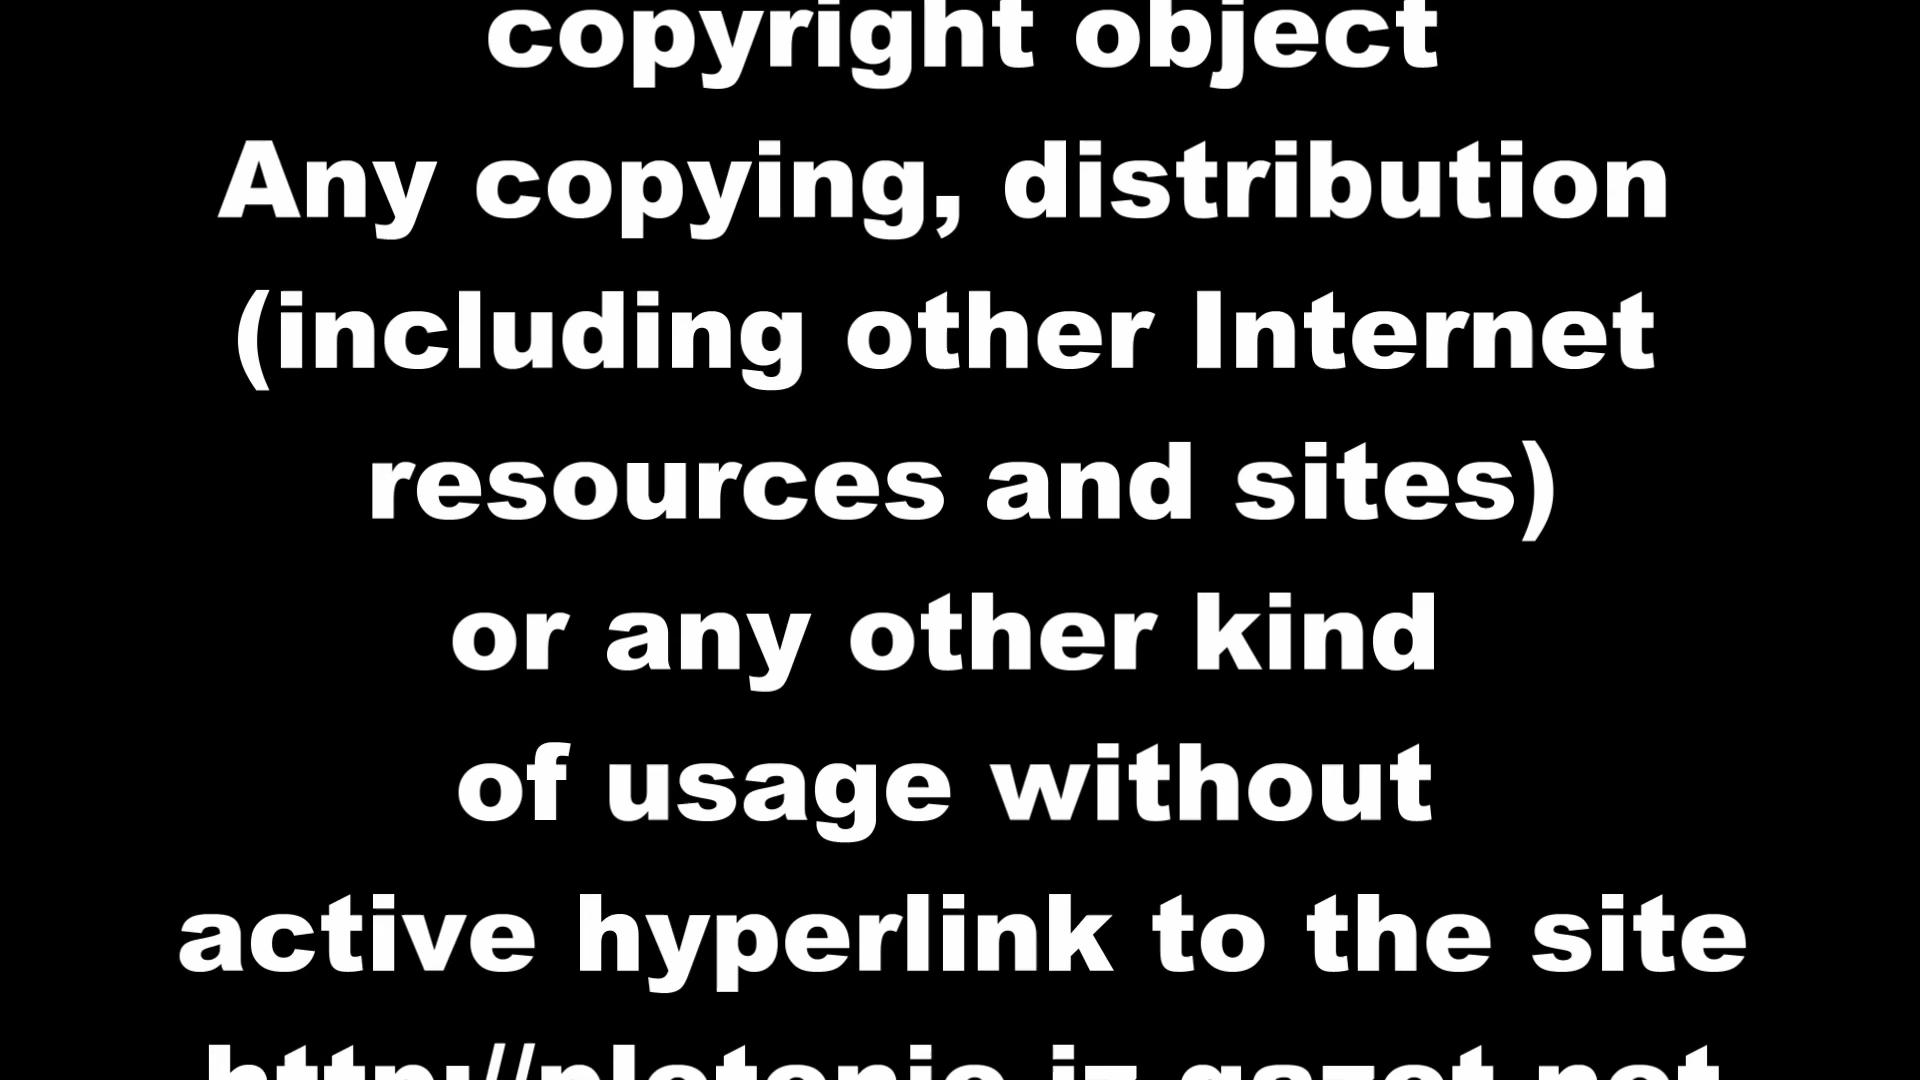 copyright object
Any copying, distribution
(including other Internet
resources and sites)
or any other kind
of usage without
active hyperlink to the site